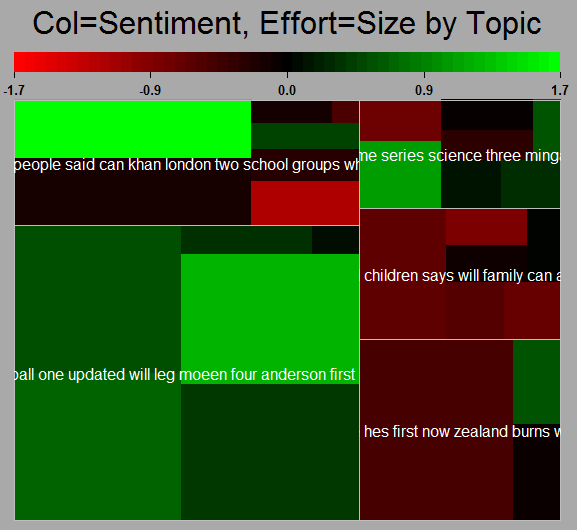 Col=Sentiment, Effort=Size by Topic
-1.7 -0.9 0.0 0.9 1.7
people said can khan london two school groups wh
me series science three ming
children says will family can a
ball one updated will leg moeen four anderson first
hes first now zealand burns w